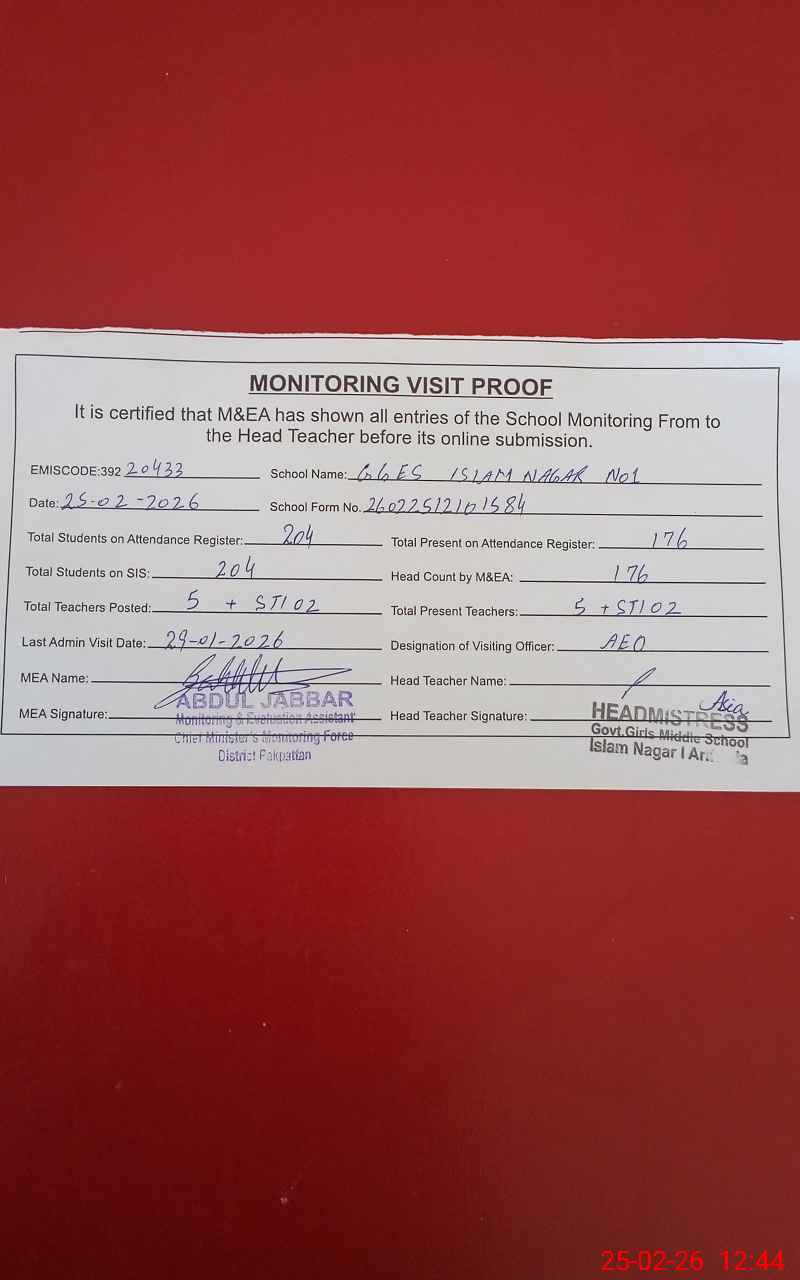 MONITORING VISIT PROOF
It is certified that M&EA has shown all entries of the School Monitoring From to
the Head Teacher before its online submission.
EMISCODE:392 20433 School Name: GGES ISLAM NAGAR No1
Date: 25-02-2026 School Form No.
Total Students on Attendance Register: 204 Total Present on Attendance Register: 176
Total Students on SIS: 204 Head Count by M&EA: 176
Total Teachers Posted: 5 + STI 02 Total Present Teachers: 5 + STI 02
Last Admin Visit Date: 29-01-2026 Designation of Visiting Officer: AEO
MEA Name: Head Teacher Name:
MEA Signature: Head Teacher Signature:
ABDUL JABBAR
Monitoring & Evaluation Assistant
Chief Minister's Monitoring Force
District Pakpattan
HEADMISTRESS
Govt.Girls Middle School
Islam Nagar I
25-02-26 12:44